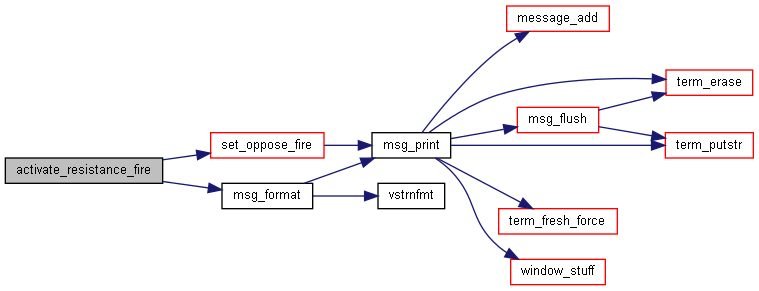 message_add
term_erase
msg_flush
set_oppose_fire
msg_print
term_putstr
activate_resistance_fire
msg_format
vstrnfmt
term_fresh_force
window_stuff